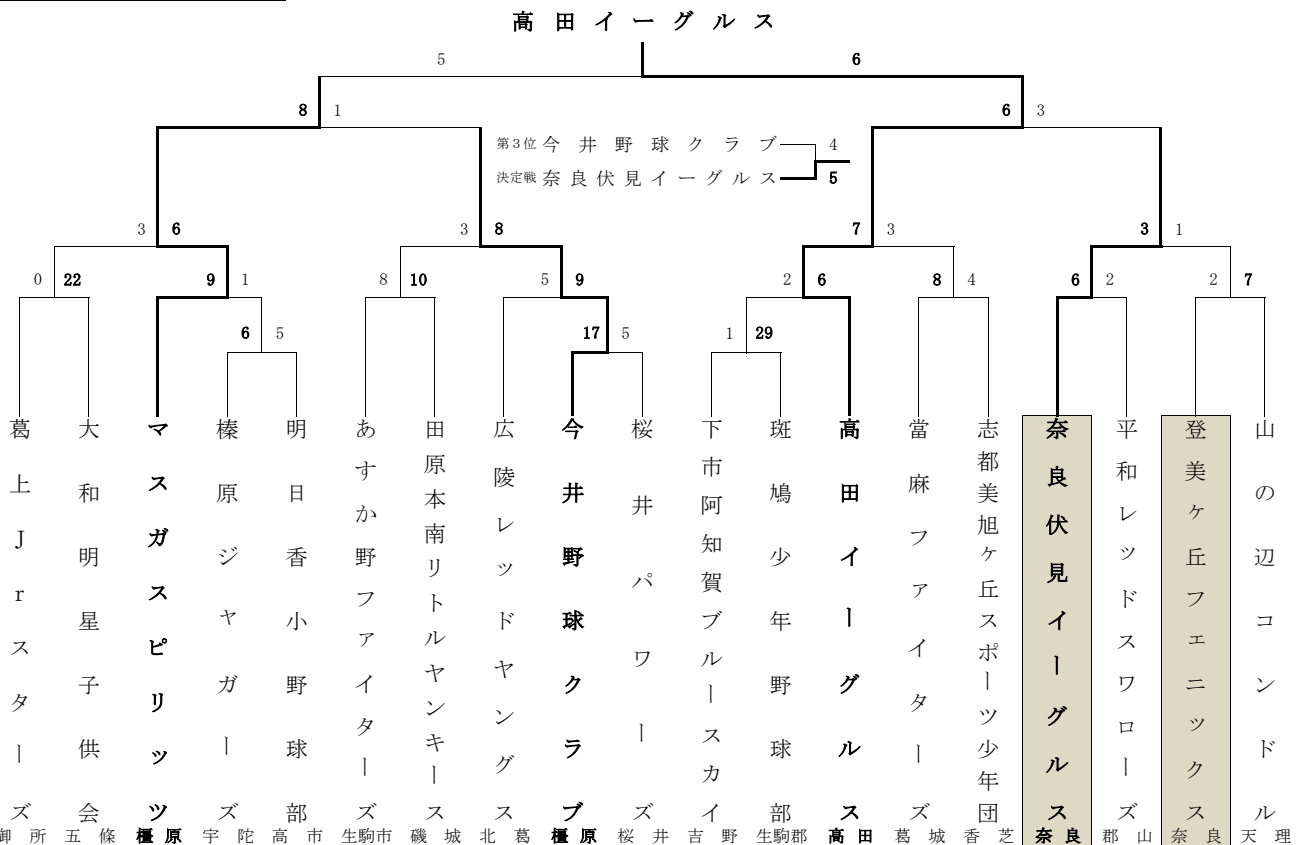 高田イーグルス
5 6
8 1 6 3
第3位 今井野球クラブ 4
決定戦 奈良伏見イーグルス 5
3 6 3 8 7 3 3 1
0 22 9 1 8 10 5 9 2 6 8 4 6 2 2 7
6 5 17 5 1 29
葛上Jrスターズ
大和明星子供会
マスガスピリッツ
榛原ジャガーズ
明日香小野球部
あすか野ファイターズ
田原本南リトルヤンキース
広陵レッドヤングス
今井野球クラブ
桜井パワーズ
下市阿知賀ブルースカイ
斑鳩少年野球部
高田イーグルス
當麻ファイターズ
志都美旭ヶ丘スポーツ少年団
奈良伏見イーグルス
平和レッドスワローズ
登美ヶ丘フェニックス
山の辺コンドル
御所 五條 橿原 宇陀 高市 生駒市 磯城 北葛 橿原 桜井 吉野 生駒郡 高田 葛城 香芝 奈良 郡山 奈良 天理